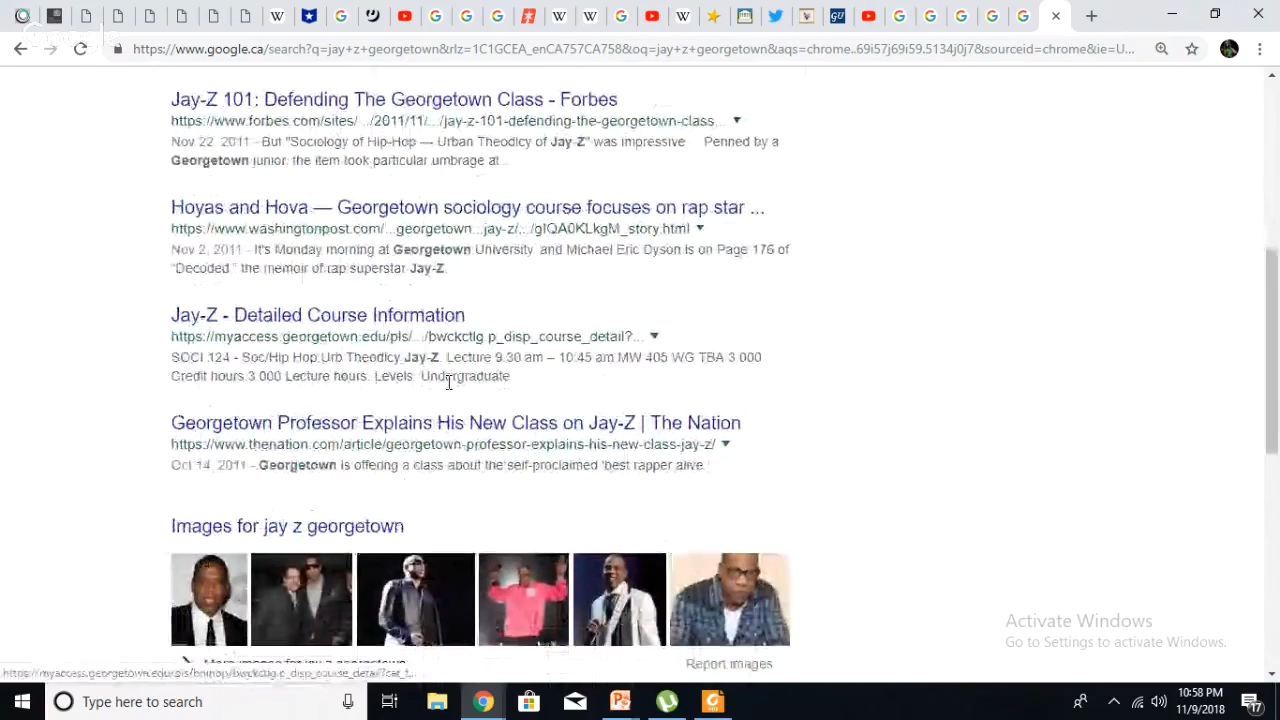 https://www.google.ca/search?q=jay+z+georgetown&rlz=1C1GCEA_enCA757CA758&oq=jay+z+georgetown&aqs=chrome..69i57j69i59.5134j0j7&sourceid=chrome&ie=U...
Jay-Z 101: Defending The Georgetown Class - Forbes
https://www.forbes.com/sites/.../2011/11/.../jay-z-101-defending-the-georgetown-class...
Nov 22, 2011 - But "Sociology of Hip-Hop — Urban Theodicy of Jay-Z" was impressive Penned by a
Georgetown junior. the item took particular umbrage at
Hoyas and Hova — Georgetown sociology course focuses on rap star ...
https://www.washingtonpost.com/...georgetown...jay-z/.../gIQA0KLkgM_story.html
Nov 2, 2011 - It's Monday morning at Georgetown University and Michael Eric Dyson is on Page 176 of
"Decoded" the memoir of rap superstar Jay-Z.
Jay-Z - Detailed Course Information
https://myaccess.georgetown.edu/pls/.../bwckctlg.p_disp_course_detail?...
SOCI 124 - Soc/Hip Hop:Urb Theodicy Jay-Z. Lecture 9.30 am – 10:45 am MW 405 WG TBA 3 000
Credit hours 3 000 Lecture hours. Levels Undergraduate
Georgetown Professor Explains His New Class on Jay-Z | The Nation
https://www.thenation.com/article/georgetown-professor-explains-his-new-class-jay-z/
Oct 14, 2011 - Georgetown is offering a class about the self-proclaimed 'best rapper alive
Images for jay z georgetown
More images for jay z georgetown
Report images
Activate Windows
Go to Settings to activate Windows.
Type here to search
10:58 PM
11/9/2018
17